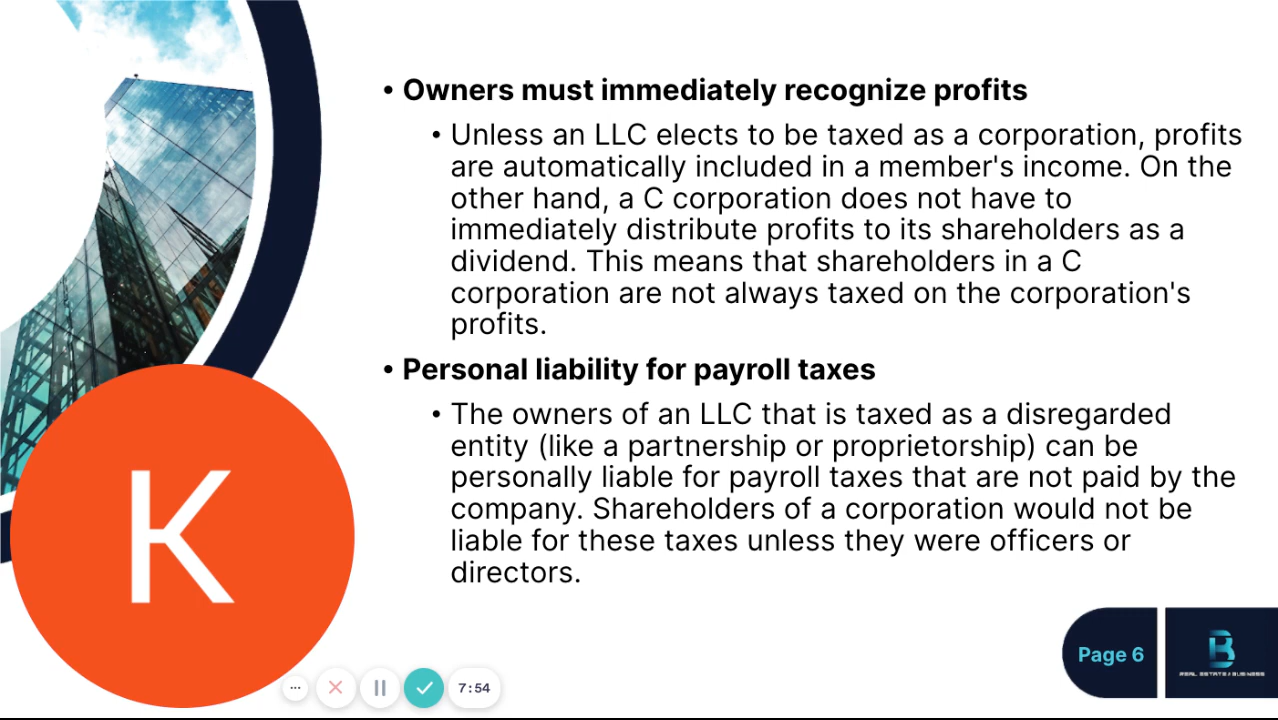 • Owners must immediately recognize profits
• Unless an LLC elects to be taxed as a corporation, profits
are automatically included in a member's income. On the
other hand, a C corporation does not have to
immediately distribute profits to its shareholders as a
dividend. This means that shareholders in a C
corporation are not always taxed on the corporation's
profits.
• Personal liability for payroll taxes
• The owners of an LLC that is taxed as a disregarded
entity (like a partnership or proprietorship) can be
personally liable for payroll taxes that are not paid by the
company. Shareholders of a corporation would not be
liable for these taxes unless they were officers or
directors.
K
7:54
Page 6
B
REAL ESTATE & BUSINESS